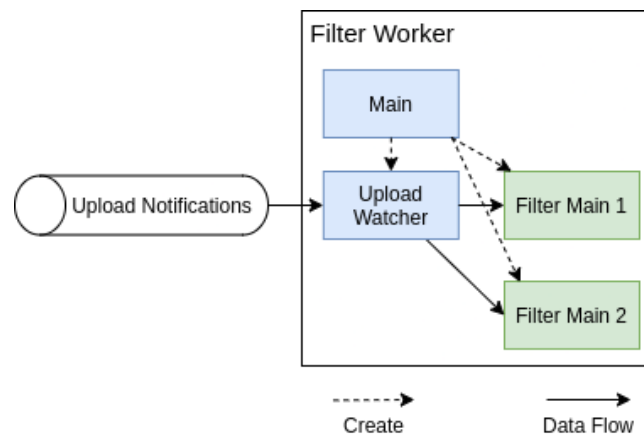 Filter Worker
Main
Upload Notifications
Upload
Watcher
Filter Main 1
Filter Main 2
Create
Data Flow